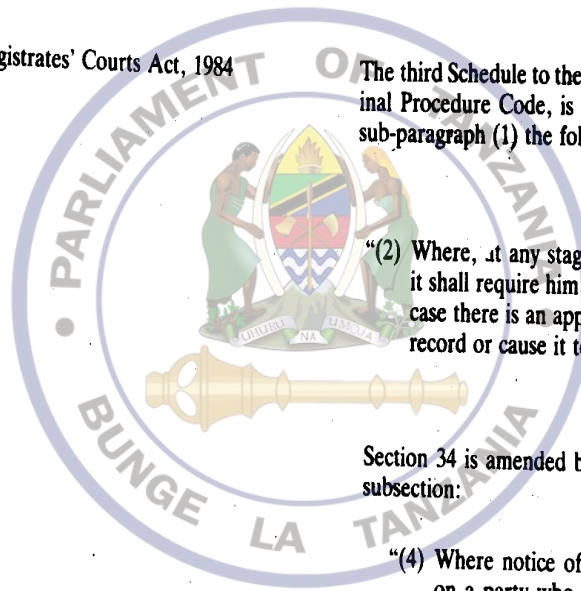 gistrates' Courts Act, 1984
The third Schedule to the
inal Procedure Code, is
sub-paragraph (1) the fol
"(2) Where, at any stag
it shall require him
case there is an app
record or cause it t
Section 34 is amended b
subsection:
"(4) Where notice of
on a party who
PARLIAMENT OF TANZANIA
UHURU NA UMOJA
BUNGE LA TANZANIA